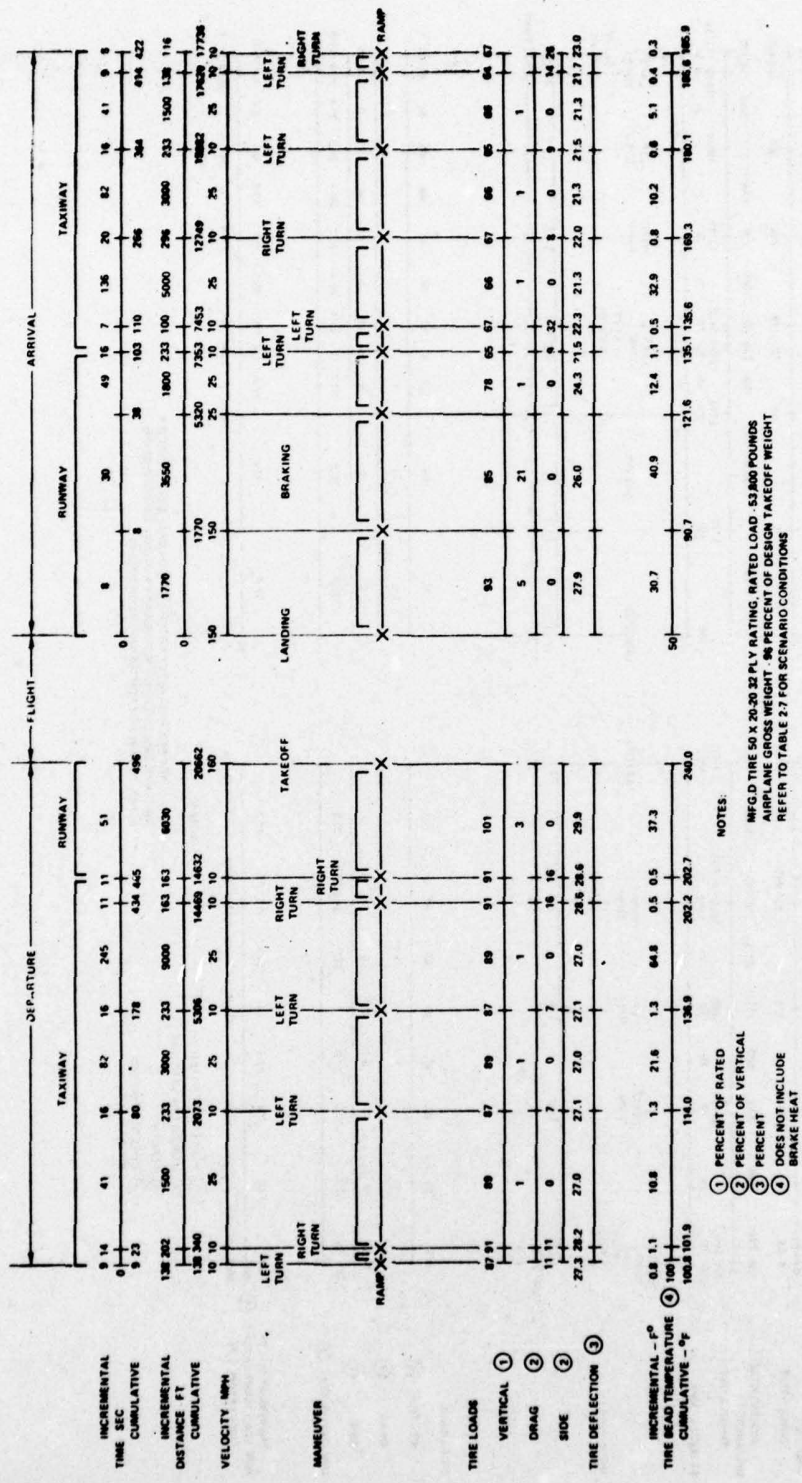 DEPARTURE FLIGHT ARRIVAL
TAXIWAY RUNWAY RUNWAY TAXIWAY
INCREMENTAL 9 14 41 16 82 16 245 11 11 51 8 30 49 16 7 136 20 82 16 41 9 8
TIME SEC 0 0
CUMULATIVE 9 23 80 178 434 445 496 8 38 103 110 266 384 414 422
INCREMENTAL 138 202 1500 233 3000 233 9000 163 163 6030 1770 3550 1800 233 100 5000 296 3000 233 1500 138 116
DISTANCE - FT 0
CUMULATIVE 138 340 2073 5306 14469 14632 20662 1770 5320 7353 7453 12749 15982 17620 17736
VELOCITY - MPH 10 10 25 10 25 10 25 10 10 160 150 150 25 25 10 10 25 10 25 10 25 10 10
MANEUVER LEFT TURN RIGHT TURN LEFT TURN LEFT TURN RIGHT TURN RIGHT TURN TAKEOFF LANDING BRAKING LEFT TURN LEFT TURN RIGHT TURN LEFT TURN LEFT TURN RIGHT TURN
RAMP RAMP
TIRE LOADS
VERTICAL ① 87 91 89 87 89 87 89 91 91 101 93 85 78 65 67 66 67 66 65 66 64 67
DRAG ② 1 1 1 3 5 21 1 1 1 1
SIDE ② 11 11 0 7 0 7 0 16 16 0 0 0 0 9 32 0 8 0 9 0 14 26
TIRE DEFLECTION ③ 27.3 28.2 27.0 27.1 27.0 27.1 27.0 28.6 28.6 29.9 27.9 26.0 24.3 21.5 22.3 21.3 22.0 21.3 21.5 21.3 21.7 23.0
INCREMENTAL - F° 0.8 1.1 10.8 1.3 21.6 1.3 64.8 0.5 0.5 37.3 30.7 40.9 12.4 1.1 0.5 32.9 0.8 10.2 0.6 5.1 0.4 0.3
TIRE BEAD TEMPERATURE ④ 100 50
CUMULATIVE - °F 100.8 101.9 114.0 136.9 202.2 202.7 240.0 90.7 121.6 135.1 135.6 169.3 180.1 185.6 185.9
① PERCENT OF RATED
② PERCENT OF VERTICAL
③ PERCENT
④ DOES NOT INCLUDE
BRAKE HEAT
NOTES:
MFG.D TIRE 50 X 20-20 32 PLY RATING, RATED LOAD - 53,800 POUNDS
AIRPLANE GROSS WEIGHT - 96 PERCENT OF DESIGN TAKEOFF WEIGHT
REFER TO TABLE 2-7 FOR SCENARIO CONDITIONS